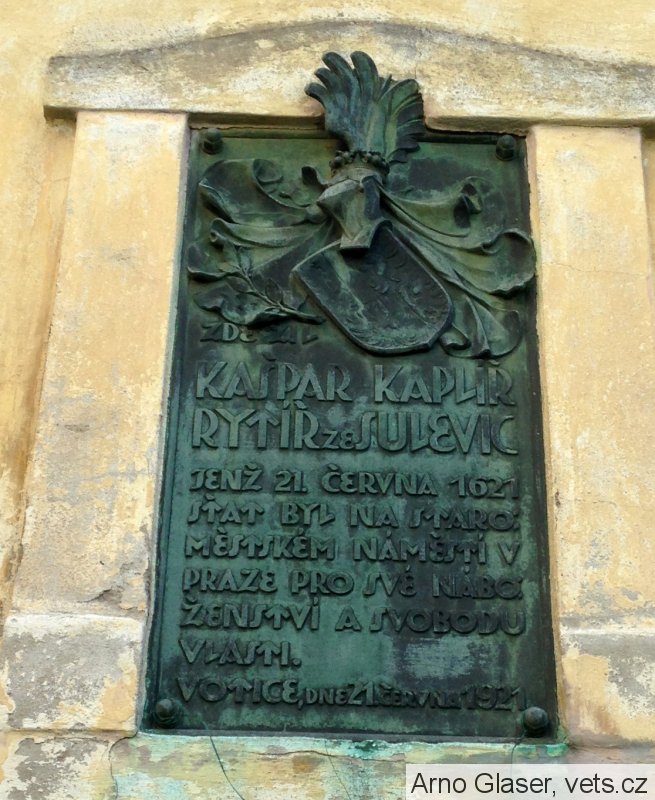 ZDE SÁL
KAŠPAR KAPLÍŘ
RYTÍŘ ZE SULEVIC
JENŽ 21. ČERVNA 1621
SŤAT BYL NA STARO:
MĚSTSKÉM NÁMĚSTÍ V
PRAZE PRO SVÉ NÁBO:
ŽENSTVÍ A SVOBODU
VLASTI.
VOTICE, DNE 21. ČERVNA 1921
Arno Glaser, vets.cz